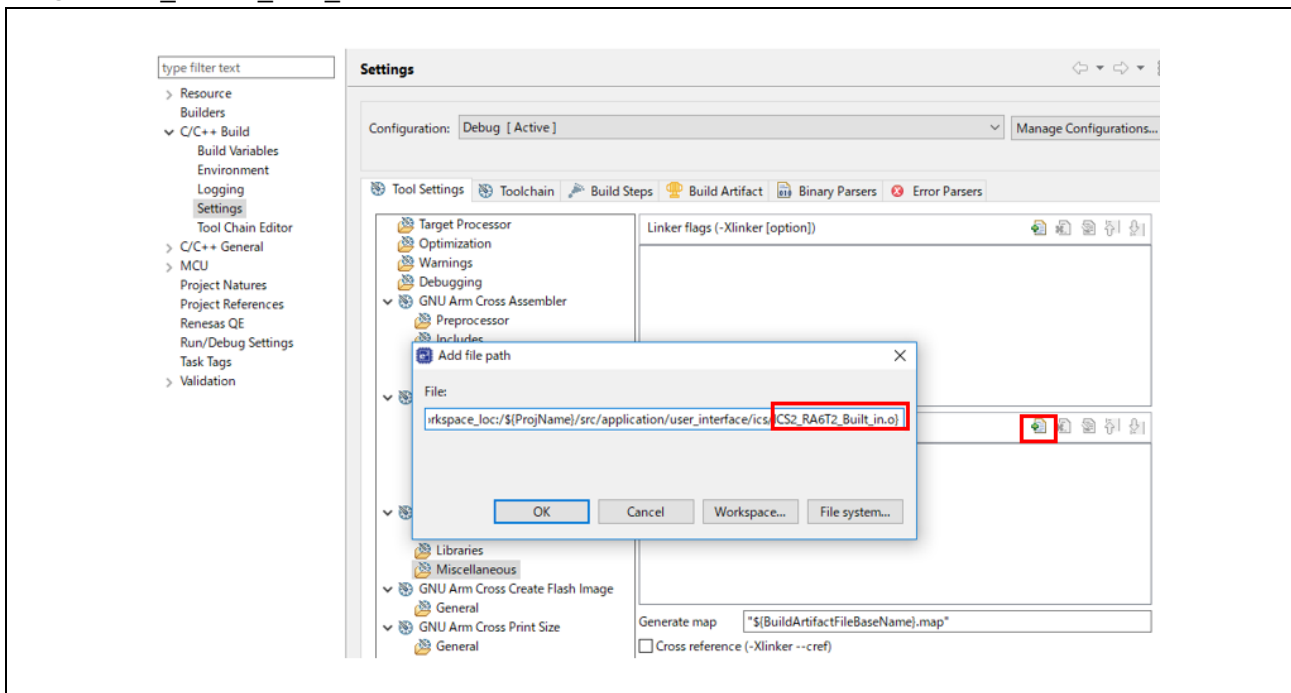 type filter text
Settings
Resource
Builders
C/C++ Build
Build Variables
Environment
Logging
Settings
Tool Chain Editor
C/C++ General
MCU
Project Natures
Project References
Renesas QE
Run/Debug Settings
Task Tags
Validation
Configuration: Debug [ Active ]
Manage Configurations...
Tool Settings Toolchain Build Steps Build Artifact Binary Parsers Error Parsers
Target Processor
Optimization
Warnings
Debugging
GNU Arm Cross Assembler
Preprocessor
Includes
Linker flags (-Xlinker [option])
Add file path
File:
rkspace_loc:/${ProjName}/src/application/user_interface/ics/ICS2_RA6T2_Built_in.o}
OK Cancel Workspace... File system...
Libraries
Miscellaneous
GNU Arm Cross Create Flash Image
General
GNU Arm Cross Print Size
General
Generate map "${BuildArtifactFileBaseName}.map"
Cross reference (-Xlinker --cref)